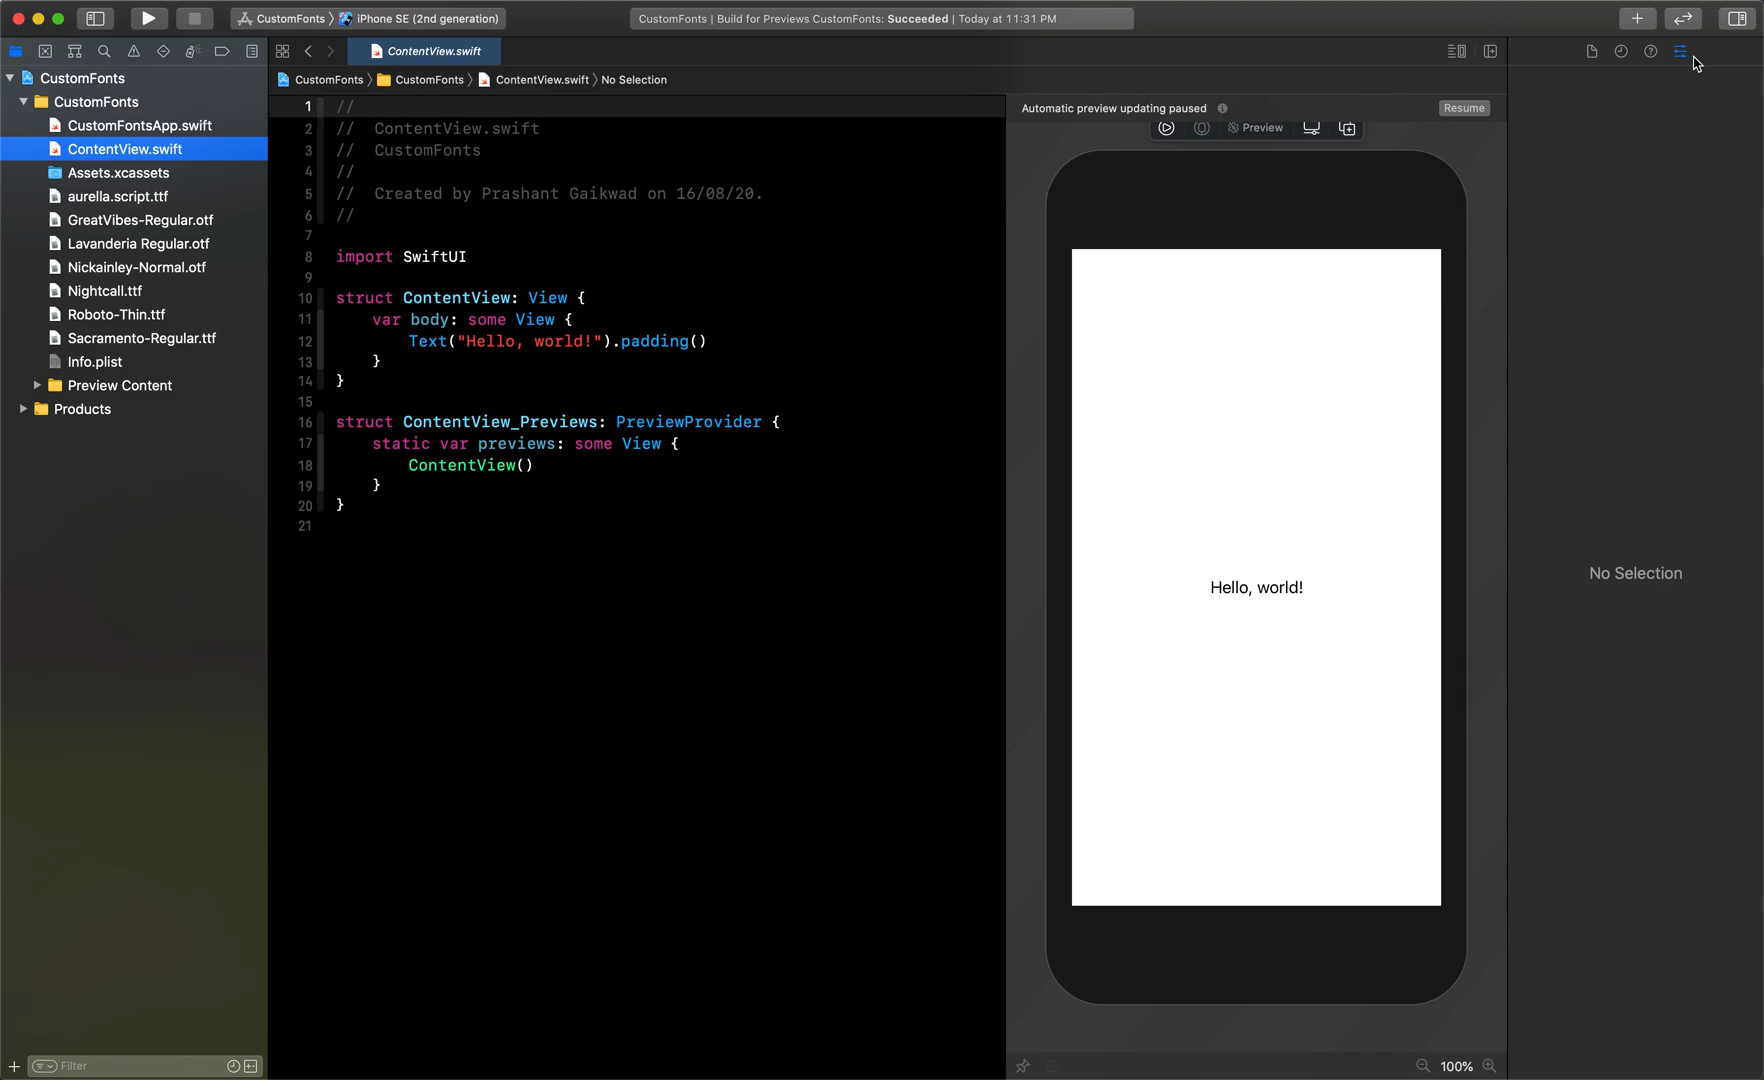 CustomFonts 〉 iPhone SE (2nd generation)
CustomFonts | Build for Previews CustomFonts: Succeeded | Today at 11:31 PM
ContentView.swift
CustomFonts 〉 CustomFonts 〉 ContentView.swift 〉 No Selection
CustomFonts
CustomFonts
CustomFontsApp.swift
ContentView.swift
Assets.xcassets
aurella.script.ttf
GreatVibes-Regular.otf
Lavanderia Regular.otf
Nickainley-Normal.otf
Nightcall.ttf
Roboto-Thin.ttf
Sacramento-Regular.ttf
Info.plist
Preview Content
Products
Filter
1 //
2 //  ContentView.swift
3 //  CustomFonts
4 //
5 //  Created by Prashant Gaikwad on 16/08/20.
6 //
7
8 import SwiftUI
9
10 struct ContentView: View {
11     var body: some View {
12         Text("Hello, world!").padding()
13     }
14 }
15
16 struct ContentView_Previews: PreviewProvider {
17     static var previews: some View {
18         ContentView()
19     }
20 }
21
Automatic preview updating paused
Resume
Preview
Hello, world!
100%
No Selection